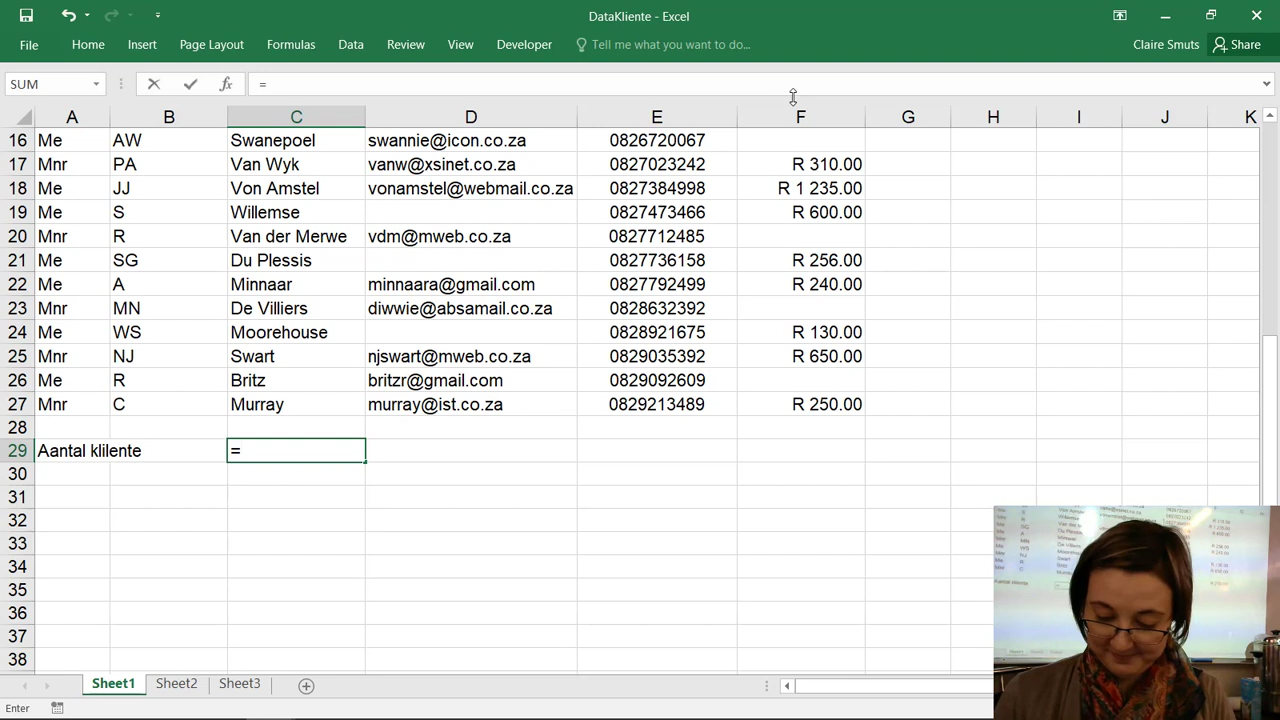 DataKliente - Excel
File Home Insert Page Layout Formulas Data Review View Developer Tell me what you want to do... Claire Smuts Share
SUM fx =
A B C D E F G H I J K
16 Me AW Swanepoel swannie@icon.co.za 0826720067
17 Mnr PA Van Wyk vanw@xsinet.co.za 0827023242 R 310.00
18 Me JJ Von Amstel vonamstel@webmail.co.za 0827384998 R 1 235.00
19 Me S Willemse 0827473466 R 600.00
20 Mnr R Van der Merwe vdm@mweb.co.za 0827712485
21 Me SG Du Plessis 0827736158 R 256.00
22 Me A Minnaar minnaara@gmail.com 0827792499 R 240.00
23 Mnr MN De Villiers diwwie@absamail.co.za 0828632392
24 Me WS Moorehouse 0828921675 R 130.00
25 Mnr NJ Swart njswart@mweb.co.za 0829035392 R 650.00
26 Me R Britz britzr@gmail.com 0829092609
27 Mnr C Murray murray@ist.co.za 0829213489 R 250.00
28
29 Aantal klilente =
30
31
32
33
34
35
36
37
38
Sheet1 Sheet2 Sheet3
Enter